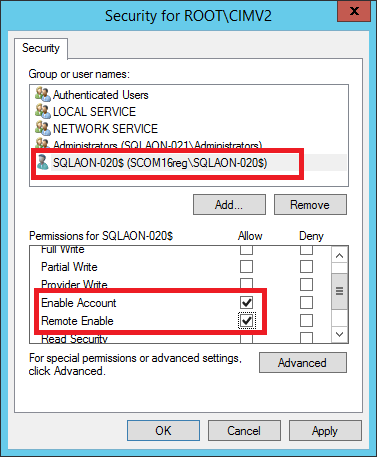 Security for ROOT\CIMV2
x
Security
Group or user names:
Authenticated Users
LOCAL SERVICE
NETWORK SERVICE
Administrators (SQLAON-021\Administrators)
SQLAON-020$ (SCOM16reg\SQLAON-020$)
Add... Remove
Permissions for SQLAON-020$ Allow Deny
Full Write
Partial Write
Provider Write
Enable Account
Remote Enable
Read Security
For special permissions or advanced settings, Advanced
click Advanced.
OK Cancel Apply